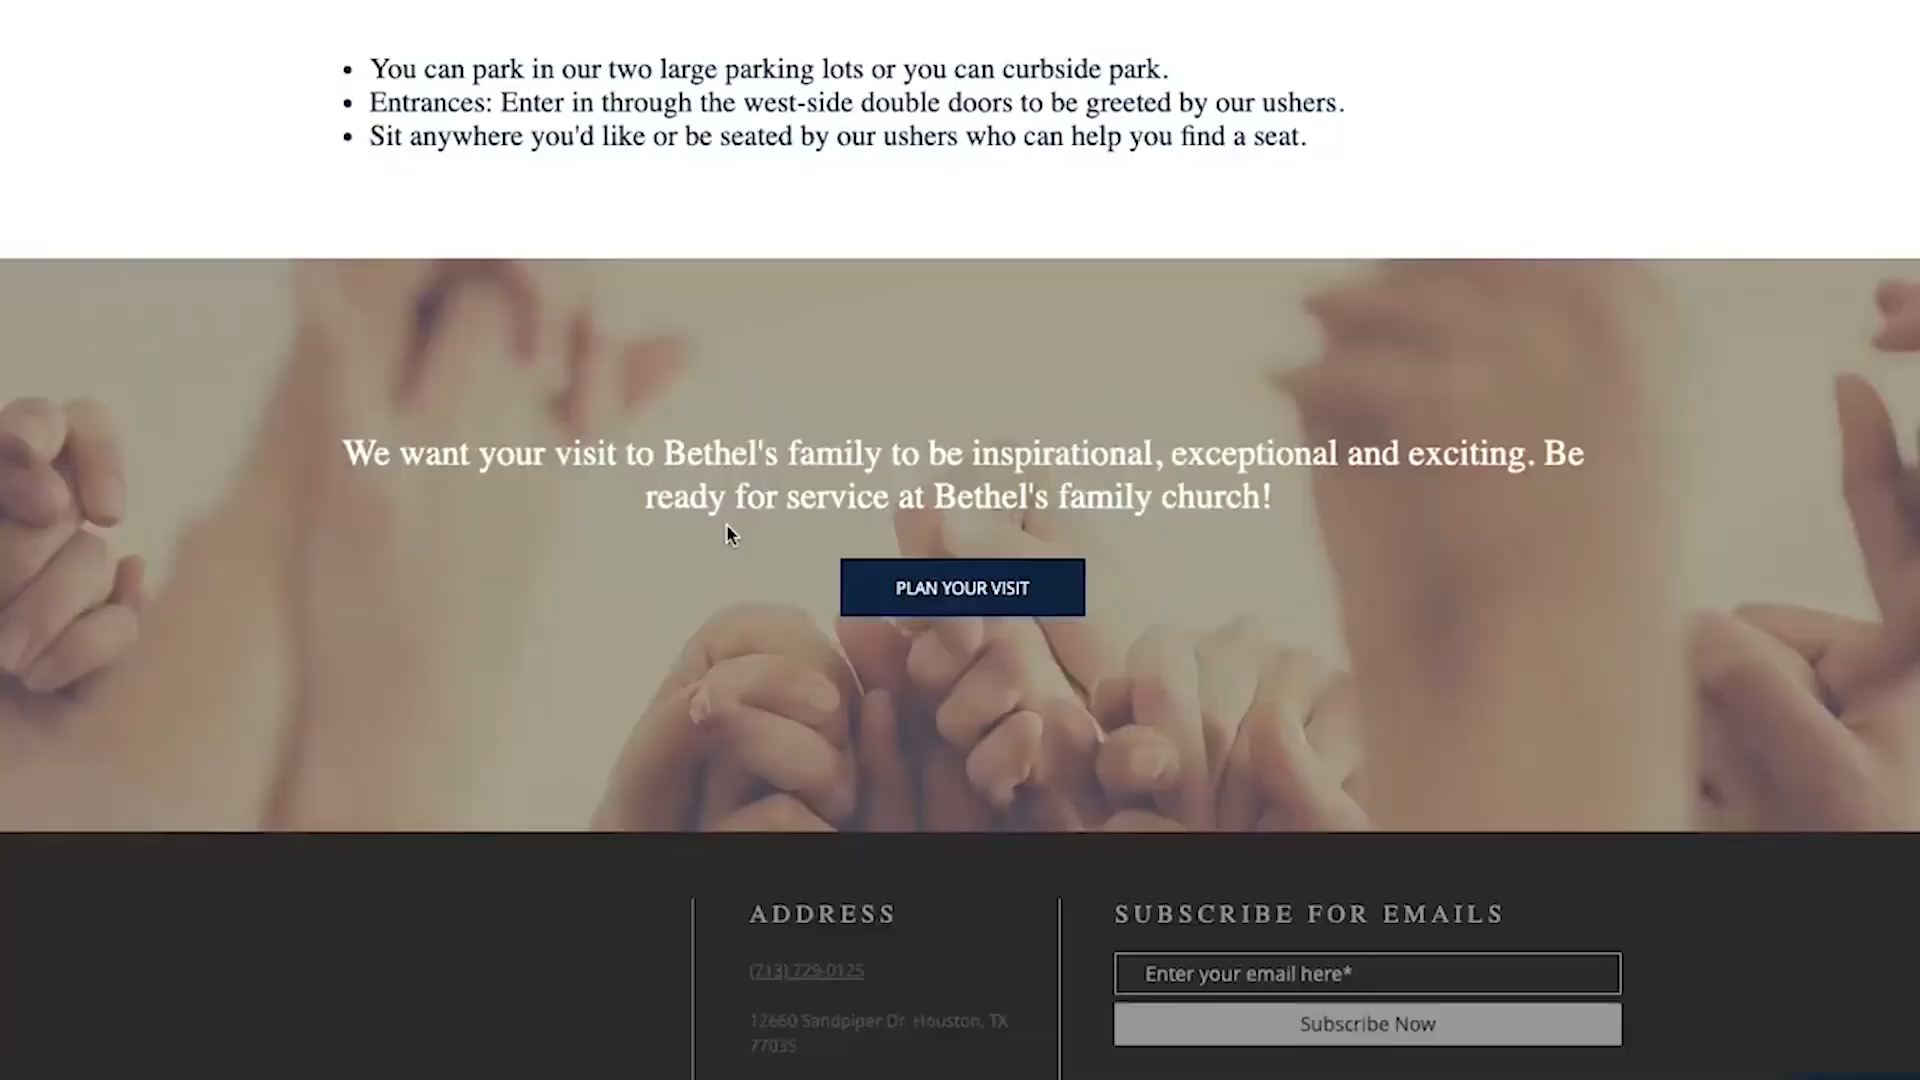 You can park in our two large parking lots or you can curbside park.
Entrances: Enter in through the west-side double doors to be greeted by our ushers.
Sit anywhere you'd like or be seated by our ushers who can help you find a seat.
We want your visit to Bethel's family to be inspirational, exceptional and exciting. Be
ready for service at Bethel's family church!
PLAN YOUR VISIT
ADDRESS
(713) 729-0125
12660 Sandpiper Dr. Houston, TX
77035
SUBSCRIBE FOR EMAILS
Enter your email here*
Subscribe Now